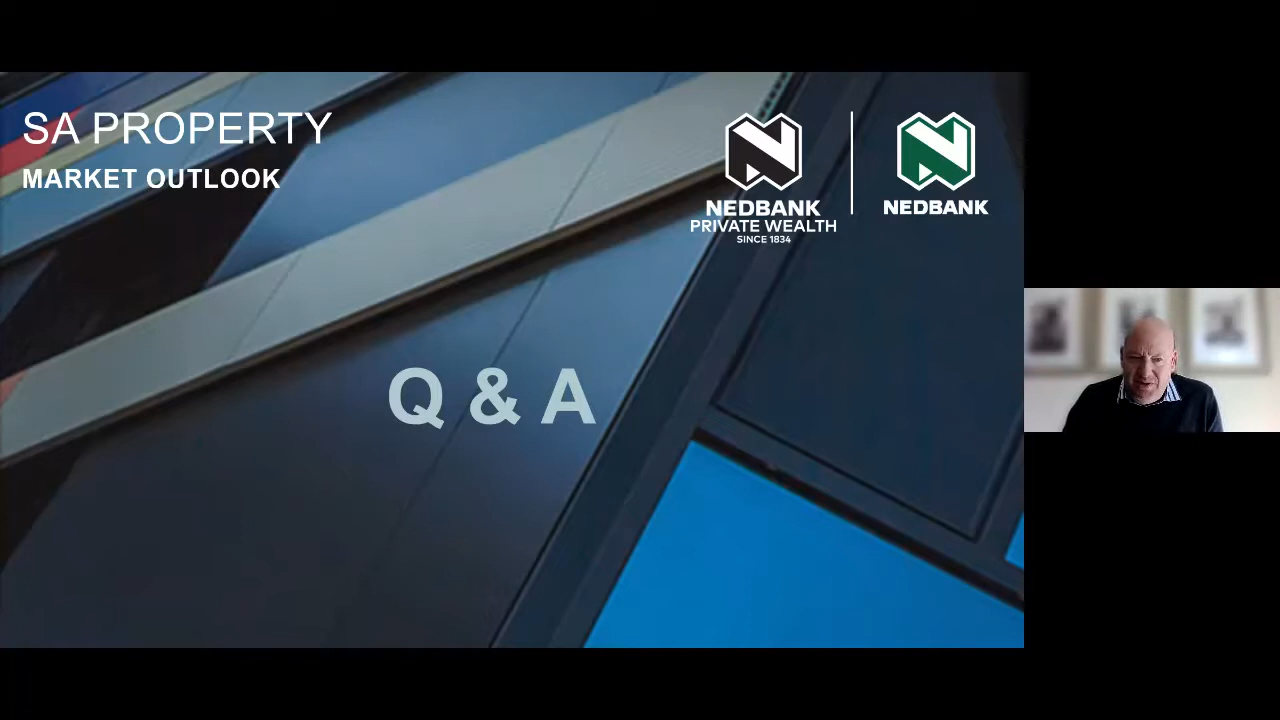 SA PROPERTY
MARKET OUTLOOK
NEDBANK
PRIVATE WEALTH
SINCE 1834
NEDBANK
Q & A